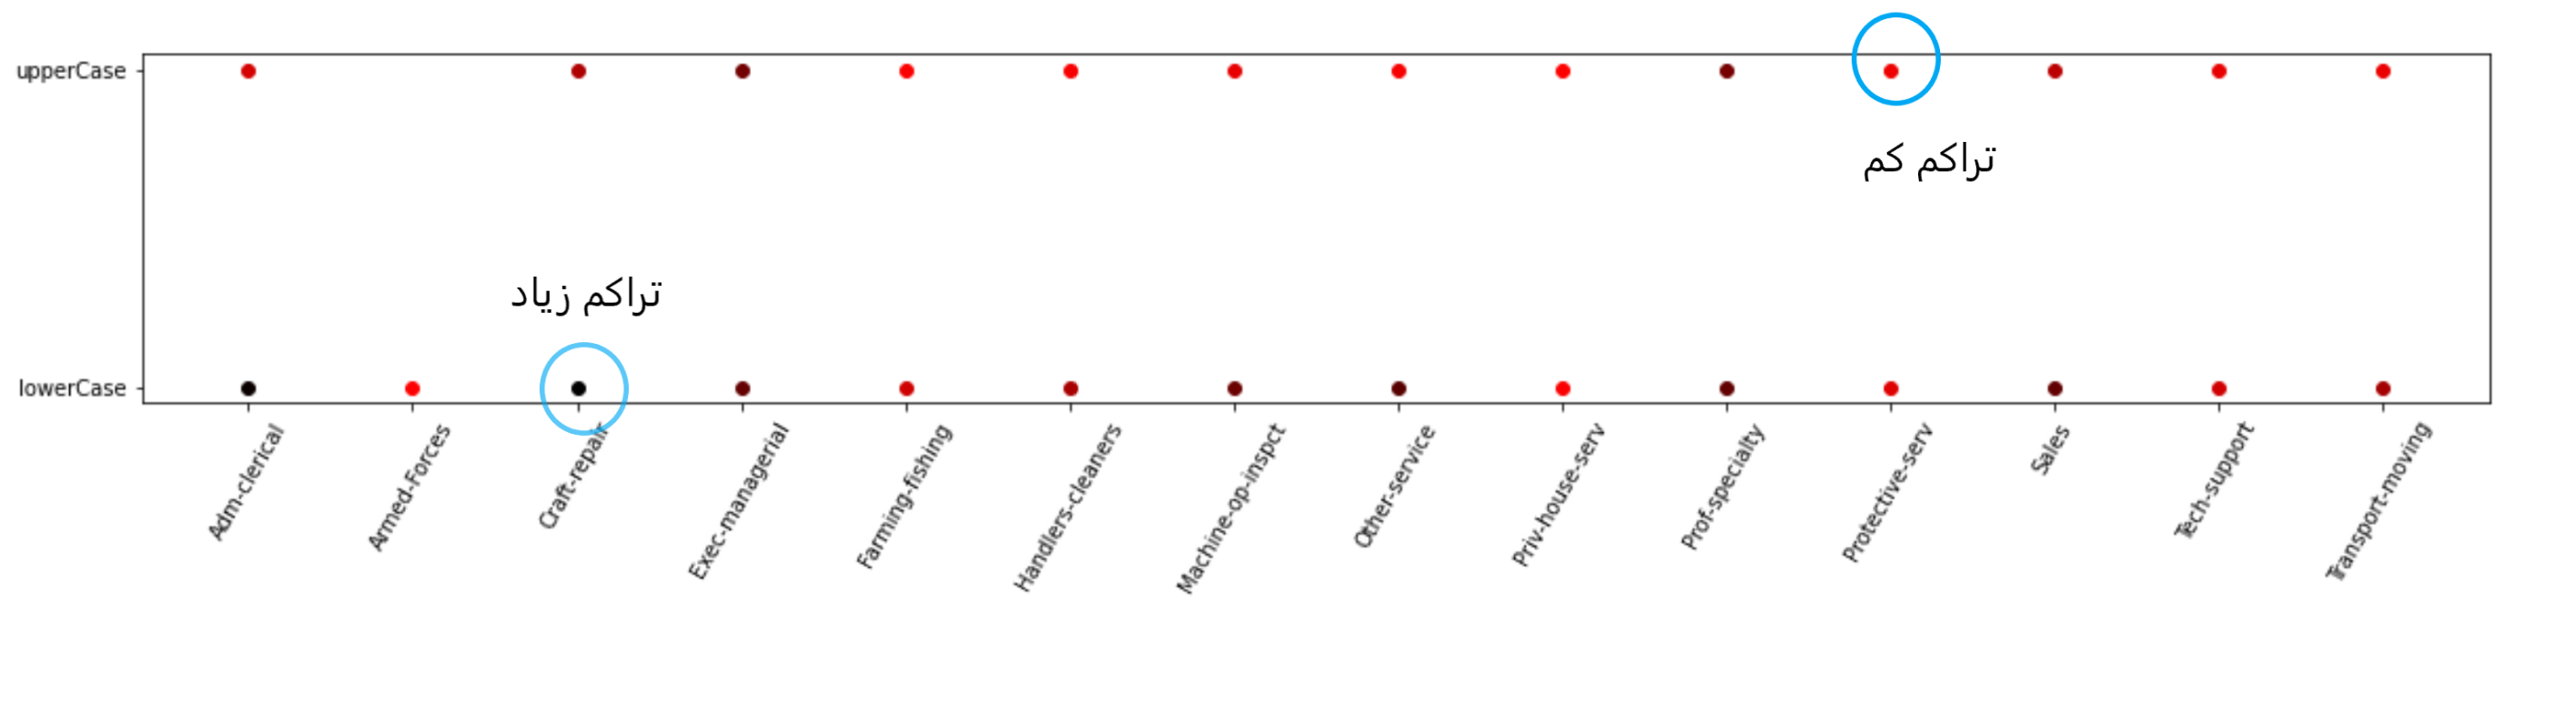 upperCase
تراکم کم
تراکم زیاد
lowerCase
Adm-clerical
Armed-Forces
Craft-repair
Exec-managerial
Farming-fishing
Handlers-cleaners
Machine-op-inspct
Other-service
Priv-house-serv
Prof-specialty
Protective-serv
Sales
Tech-support
Transport-moving